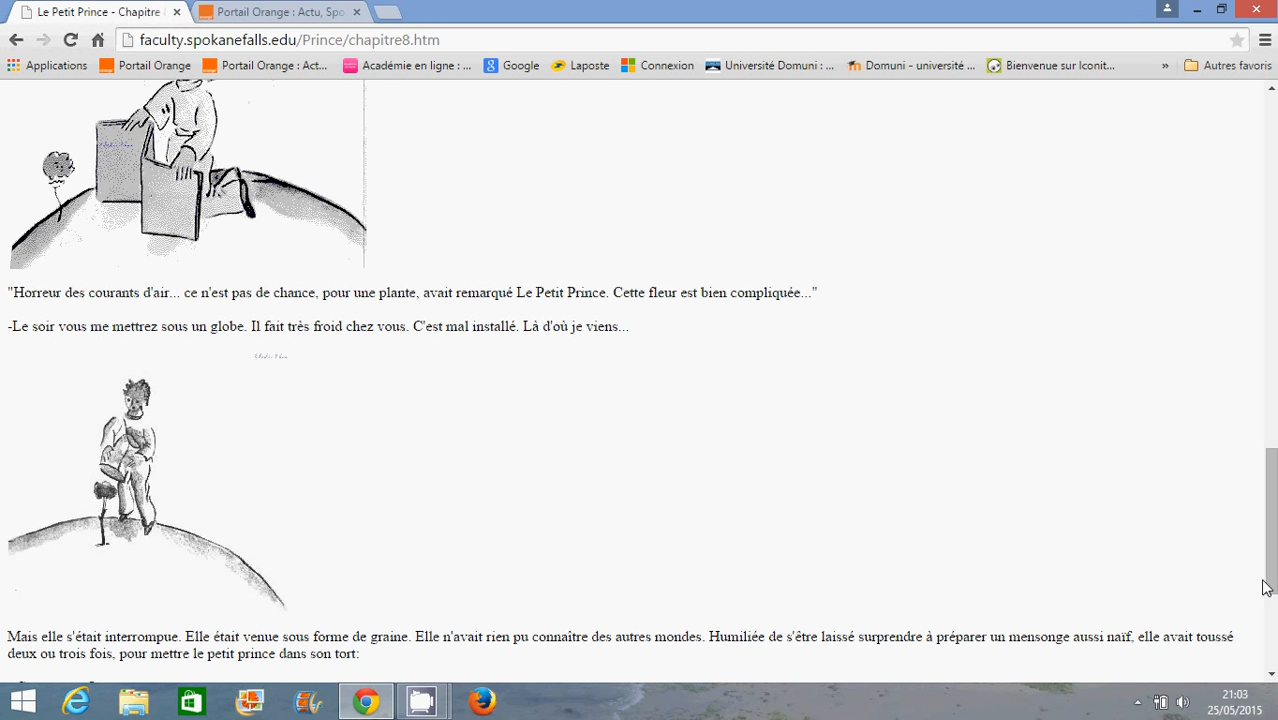 Le Petit Prince - Chapitre
Portail Orange : Actu, Spo
faculty.spokanefalls.edu/Prince/chapitre8.htm
Applications
Portail Orange
Portail Orange : Act...
Académie en ligne : ...
Google
Laposte
Connexion
Université Domuni : ...
Domuni - université ...
Bienvenue sur Iconit...
»
Autres favoris
"Horreur des courants d'air... ce n'est pas de chance, pour une plante, avait remarqué Le Petit Prince. Cette fleur est bien compliquée..."
-Le soir vous me mettrez sous un globe. Il fait très froid chez vous. C'est mal installé. Là d'où je viens...
Mais elle s'était interrompue. Elle était venue sous forme de graine. Elle n'avait rien pu connaître des autres mondes. Humiliée de s'être laissé surprendre à préparer un mensonge aussi naïf, elle avait toussé
deux ou trois fois, pour mettre le petit prince dans son tort:
21:03
25/05/2015